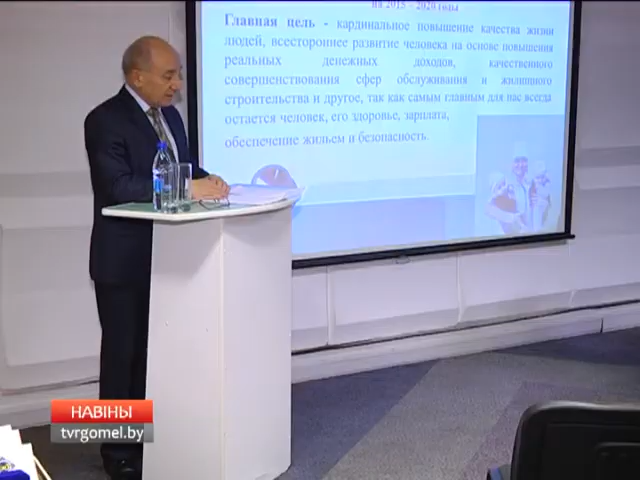 на 2015 - 2020 годы
Главная цель - кардинальное повышение качества жизни
людей, всестороннее развитие человека на основе повышения
реальных денежных доходов, качественного
совершенствования сфер обслуживания и жилищного
строительства и другое, так как самым главным для нас всегда
остается человек, его здоровье, зарплата,
обеспечение жильем и безопасность.
НАВІНЫ
tvrgomel.by